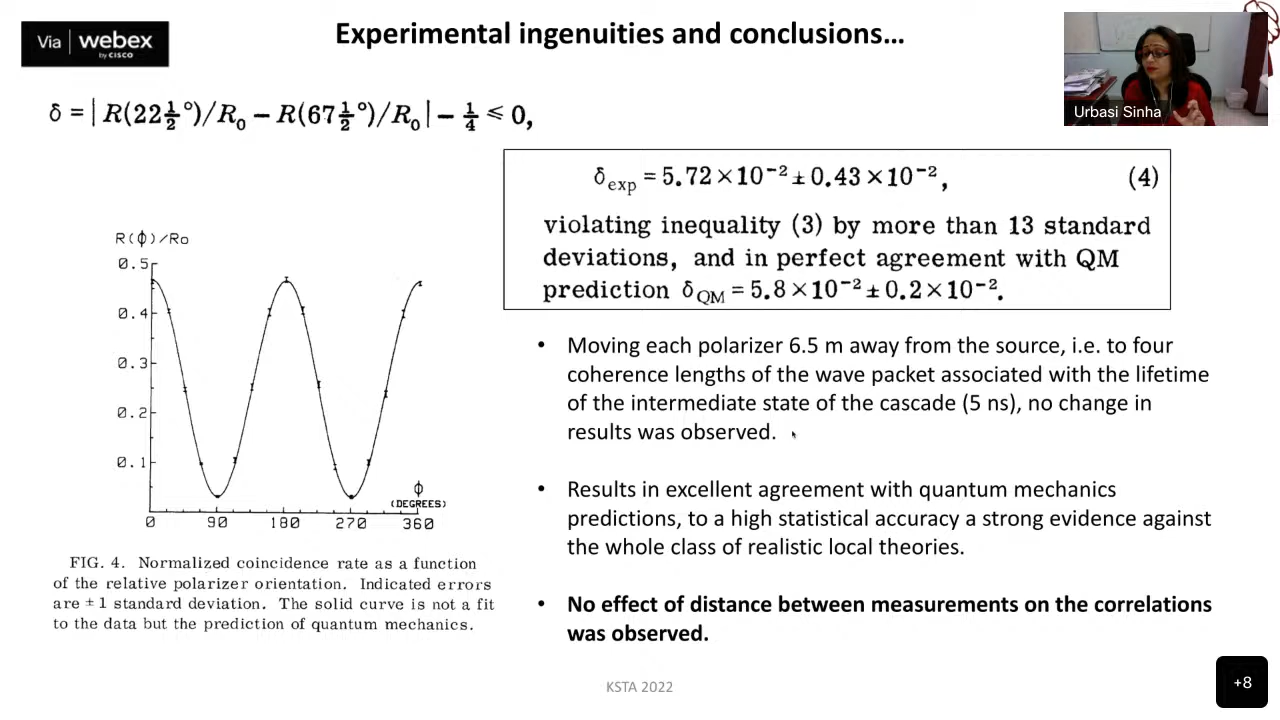 Via | webex
by CISCO
Experimental ingenuities and conclusions...
Urbasi Sinha
δ = | R(22½°)/R₀ − R(67½°)/R₀ | − ¼ ≤ 0,
δexp = 5.72 × 10⁻² ± 0.43 × 10⁻², (4)
violating inequality (3) by more than 13 standard
deviations, and in perfect agreement with QM
prediction δQM = 5.8 × 10⁻² ± 0.2 × 10⁻².
R(ϕ)/Ro
0.5
0.4
0.3
0.2
0.1
ϕ
(DEGREES)
0 90 180 270 360
FIG. 4. Normalized coincidence rate as a function
of the relative polarizer orientation. Indicated errors
are ± 1 standard deviation. The solid curve is not a fit
to the data but the prediction of quantum mechanics.
• Moving each polarizer 6.5 m away from the source, i.e. to four
coherence lengths of the wave packet associated with the lifetime
of the intermediate state of the cascade (5 ns), no change in
results was observed.
• Results in excellent agreement with quantum mechanics
predictions, to a high statistical accuracy a strong evidence against
the whole class of realistic local theories.
• No effect of distance between measurements on the correlations
was observed.
KSTA 2022
+8